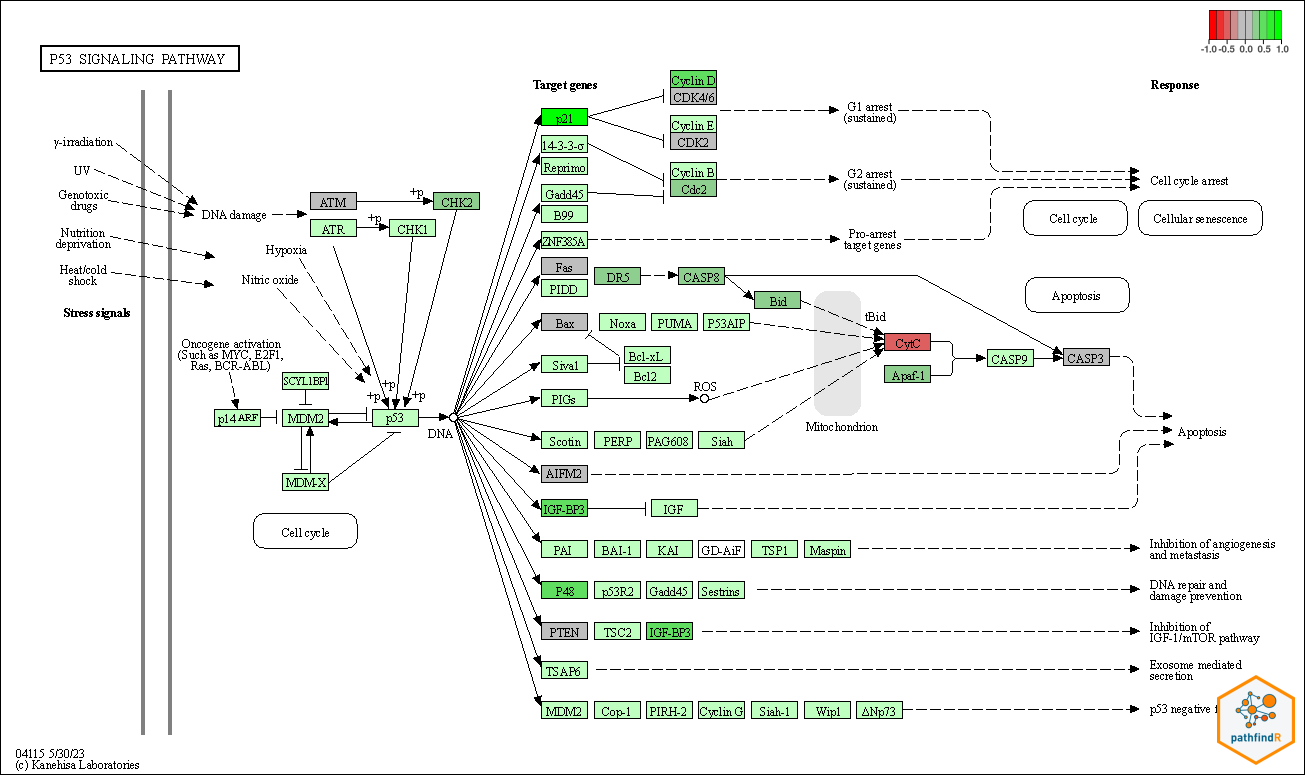 -1.0 -0.5 0.0 0.5 1.0
P53 SIGNALING PATHWAY
Target genes
Response
Cyclin D
CDK4/6
p21
G1 arrest
(sustained)
Cyclin E
CDK2
14-3-3-σ
Reprimo
Cyclin B
Cdc2
G2 arrest
(sustained)
Cell cycle arrest
γ-irradiation
UV
Genotoxic
drugs
DNA damage
Nutrition
deprivation
Heat/cold
shock
Stress signals
ATM
+p
CHK2
ATR
+p
CHK1
Hypoxia
Nitric oxide
Gadd45
B99
ZNF385A
Pro-arrest
target genes
Cell cycle
Cellular senescence
Fas
PIDD
DR5
CASP8
Bid
tBid
Apoptosis
Bax
Noxa
PUMA
P53AIP
CytC
Siva1
Bcl-xL
Bcl2
CASP9
CASP3
Apaf-1
PIGs
ROS
Mitochondrion
Oncogene activation
(Such as MYC, E2F1,
Ras, BCR-ABL)
SCYL1BP1
+p
+p
+p
p14ARF
MDM2
p53
DNA
MDM-X
Cell cycle
Scotin
PERP
PAG608
Siah
Apoptosis
AIFM2
IGF-BP3
IGF
PAI
BAI-1
KAI
GD-AiF
TSP1
Maspin
Inhibition of angiogenesis
and metastasis
P48
p53R2
Gadd45
Sestrins
DNA repair and
damage prevention
PTEN
TSC2
IGF-BP3
Inhibition of
IGF-1/mTOR pathway
TSAP6
Exosome mediated
secretion
MDM2
Cop-1
PIRH-2
Cyclin G
Siah-1
Wip1
ΔNp73
p53 negative
pathfindR
04115 5/30/23
(c) Kanehisa Laboratories